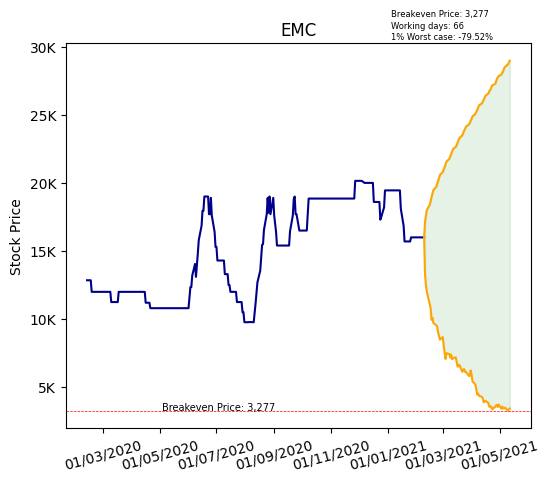 Breakeven Price: 3,277
Working days: 66
1% Worst case: -79.52%
EMC
30K
25K
20K
15K
10K
5K
Stock Price
Breakeven Price: 3,277
01/03/2020
01/05/2020
01/07/2020
01/09/2020
01/11/2020
01/01/2021
01/03/2021
01/05/2021